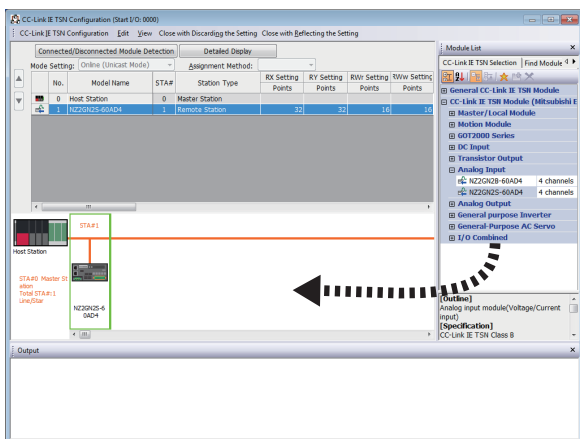 CC-Link IE TSN Configuration (Start I/O: 0000)
CC-Link IE TSN Configuration Edit View Close with Discarding the Setting Close with Reflecting the Setting
Connected/Disconnected Module Detection Detailed Display
Mode Setting: Online (Unicast Mode) Assignment Method:
No. Model Name STA# Station Type RX Setting RY Setting RWr Setting RWw Setting
Points Points Points Points
0 Host Station 0 Master Station
1 NZ2GN2S-60AD4 1 Remote Station 32 32 16 16
STA#1
Host Station
STA#0 Master St
ation
Total STA#:1
Line/Star
NZ2GN2S-6
0AD4
Module List
CC-Link IE TSN Selection Find Module
General CC-Link IE TSN Module
CC-Link IE TSN Module (Mitsubishi E
Master/Local Module
Motion Module
GOT2000 Series
DC Input
Transistor Output
Analog Input
NZ2GN2B-60AD4 4 channels
NZ2GN2S-60AD4 4 channels
Analog Output
General purpose Inverter
General-Purpose AC Servo
I/O Combined
[Outline]
Analog input module(Voltage/Current
input)
[Specification]
CC-Link IE TSN Class B
Output